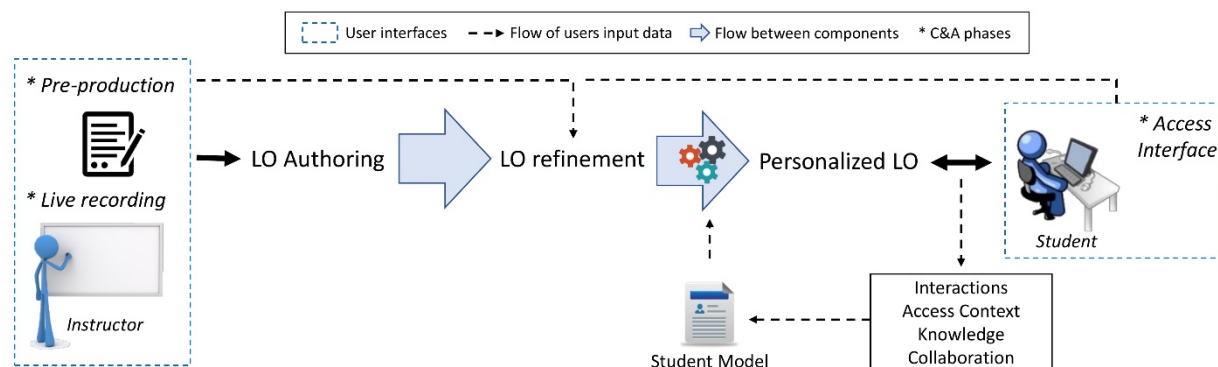 User interfaces
Flow of users input data
Flow between components
* C&A phases
* Pre-production
* Live recording
Instructor
LO Authoring
LO refinement
Personalized LO
* Access
Interface
Student
Interactions
Access Context
Knowledge
Collaboration
Student Model